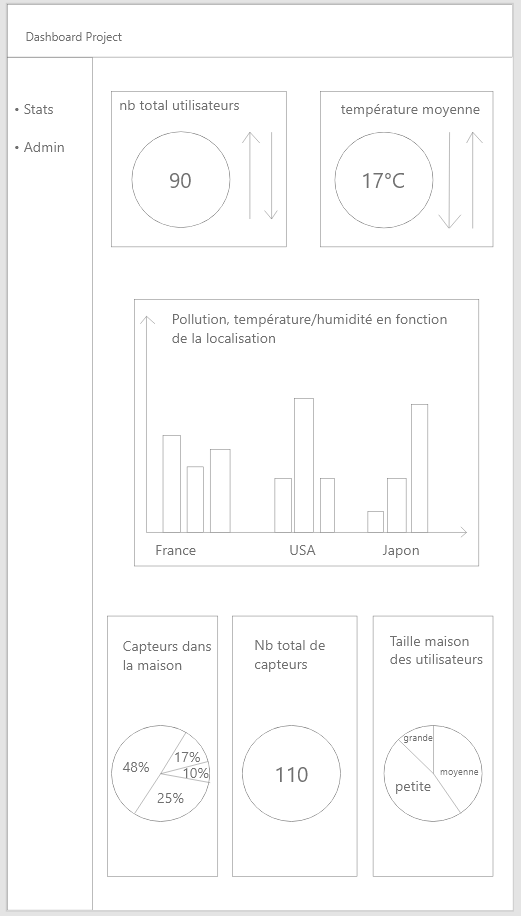 Dashboard Project
• Stats
• Admin
nb total utilisateurs
90
température moyenne
17°C
Pollution, température/humidité en fonction
de la localisation
France
USA
Japon
Capteurs dans
la maison
48%
17%
10%
25%
Nb total de
capteurs
110
Taille maison
des utilisateurs
grande
moyenne
petite